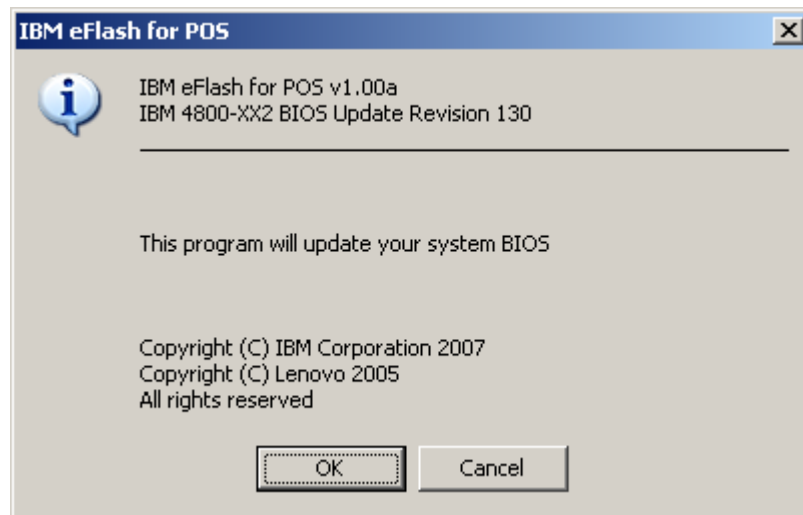 IBM eFlash for POS
IBM eFlash for POS v1.00a
IBM 4800-XX2 BIOS Update Revision 130
This program will update your system BIOS
Copyright (C) IBM Corporation 2007
Copyright (C) Lenovo 2005
All rights reserved
OK
Cancel